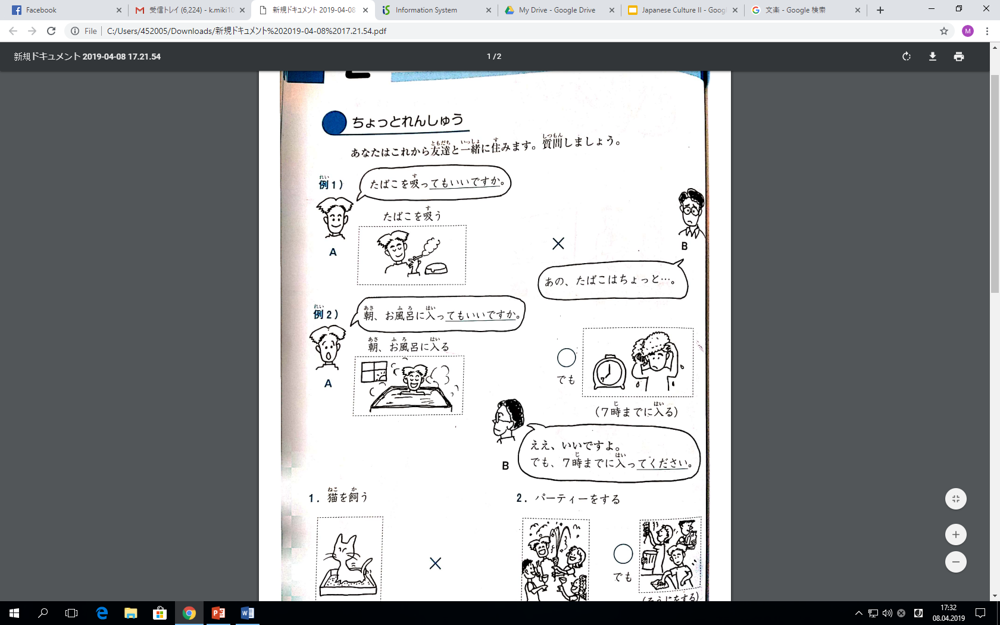 Facebook
受信トレイ (6,224) - k.miki10
新規ドキュメント 2019-04-08
Information System
My Drive - Google Drive
Japanese Culture II - Googl
文楽 - Google 検索
File
C:/Users/452005/Downloads/新規ドキュメント%202019-04-08%2017.21.54.pdf
M
新規ドキュメント 2019-04-08 17.21.54
1 / 2
ちょっとれんしゅう
あなたはこれから友達と一緒に住みます。質問しましょう。
例1)
たばこを吸ってもいいですか。
たばこを吸う
A
×
B
あの、たばこはちょっと…。
例2)
朝、お風呂に入ってもいいですか。
朝、お風呂に入る
A
○
でも
(7時までに入る)
B
ええ、いいですよ。
でも、7時までに入ってください。
1. 猫を飼う
2. パーティーをする
×
○
でも
(そうじをする)
17:32
08.04.2019